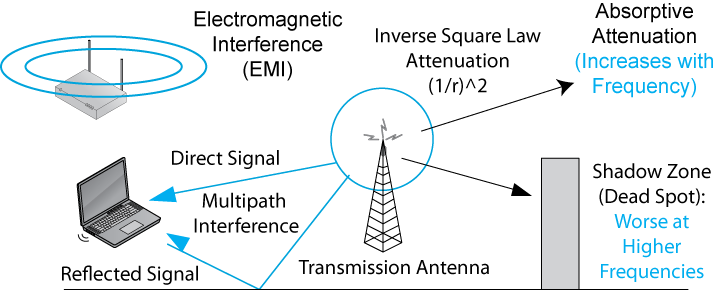 Electromagnetic
Interference
(EMI)
Inverse Square Law
Attenuation
(1/r)^2
Absorptive
Attenuation
(Increases with
Frequency)
Direct Signal
Multipath
Interference
Reflected Signal
Transmission Antenna
Shadow Zone
(Dead Spot):
Worse at
Higher
Frequencies